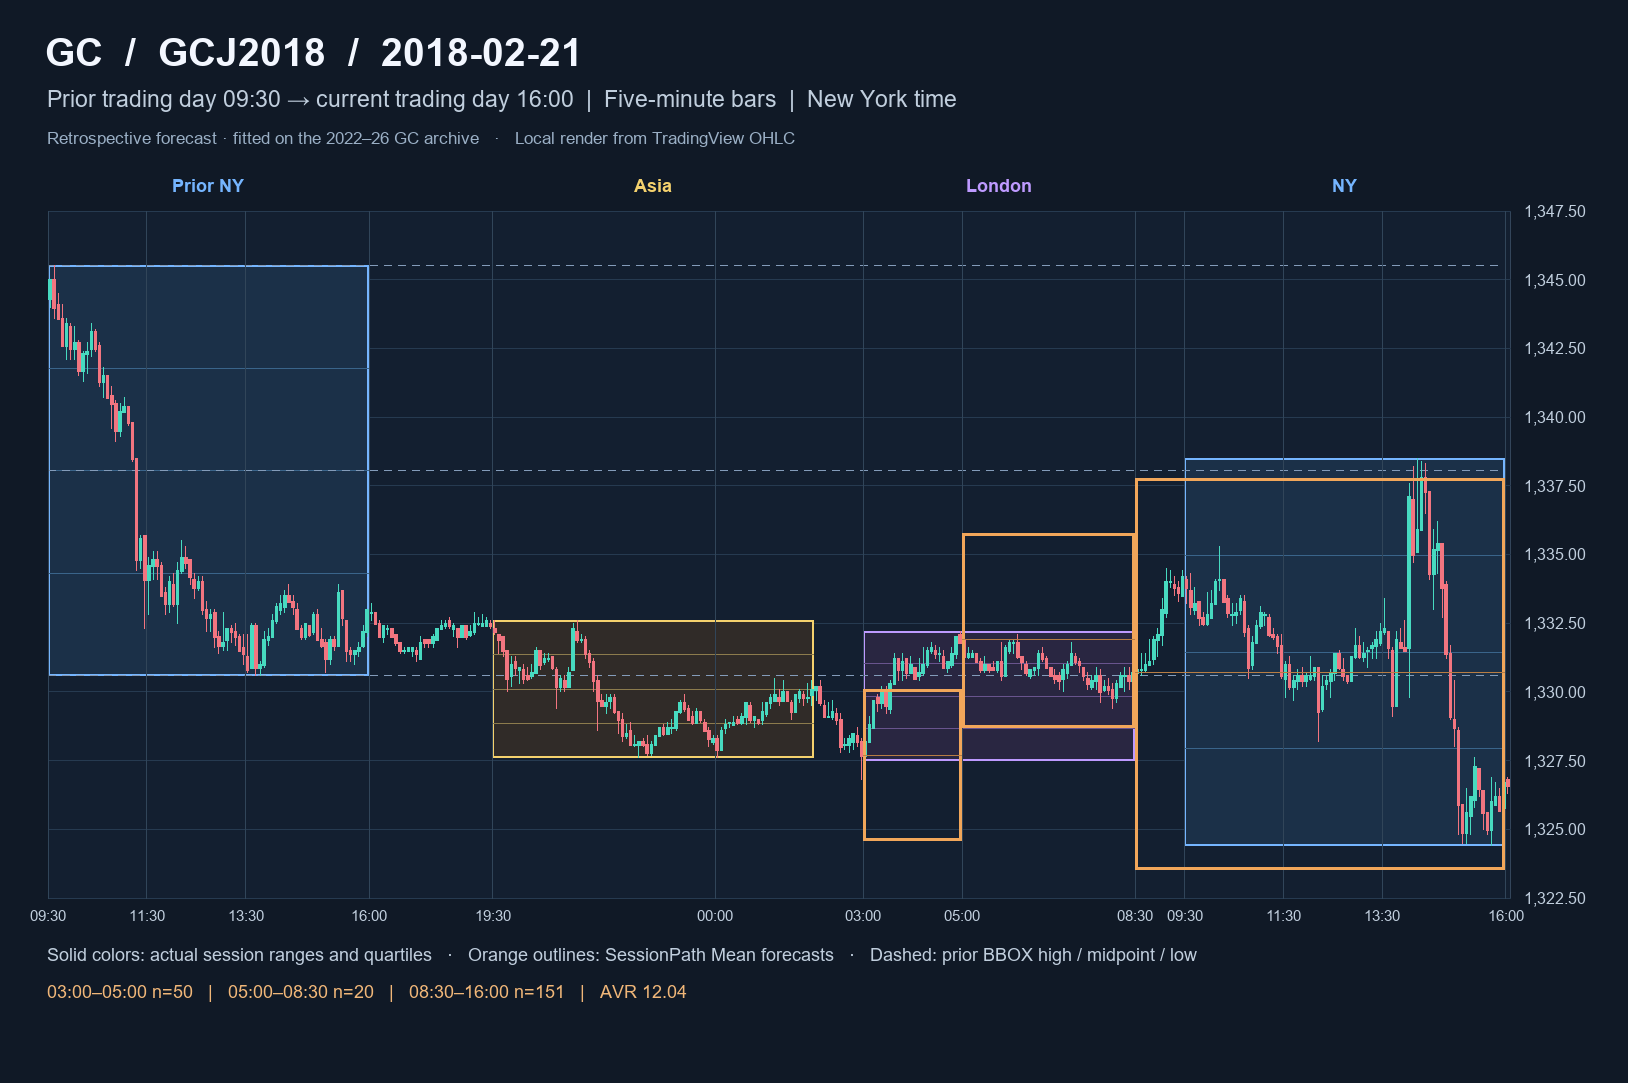 GC / GCJ2018 / 2018-02-21
Prior trading day 09:30 → current trading day 16:00 | Five-minute bars | New York time
Retrospective forecast · fitted on the 2022–26 GC archive · Local render from TradingView OHLC
Prior NY Asia London NY
1,347.50
1,345.00
1,342.50
1,340.00
1,337.50
1,335.00
1,332.50
1,330.00
1,327.50
1,325.00
1,322.50
09:30 11:30 13:30 16:00 19:30 00:00 03:00 05:00 08:30 09:30 11:30 13:30 16:00
Solid colors: actual session ranges and quartiles · Orange outlines: SessionPath Mean forecasts · Dashed: prior BBOX high / midpoint / low
03:00–05:00 n=50 | 05:00–08:30 n=20 | 08:30–16:00 n=151 | AVR 12.04